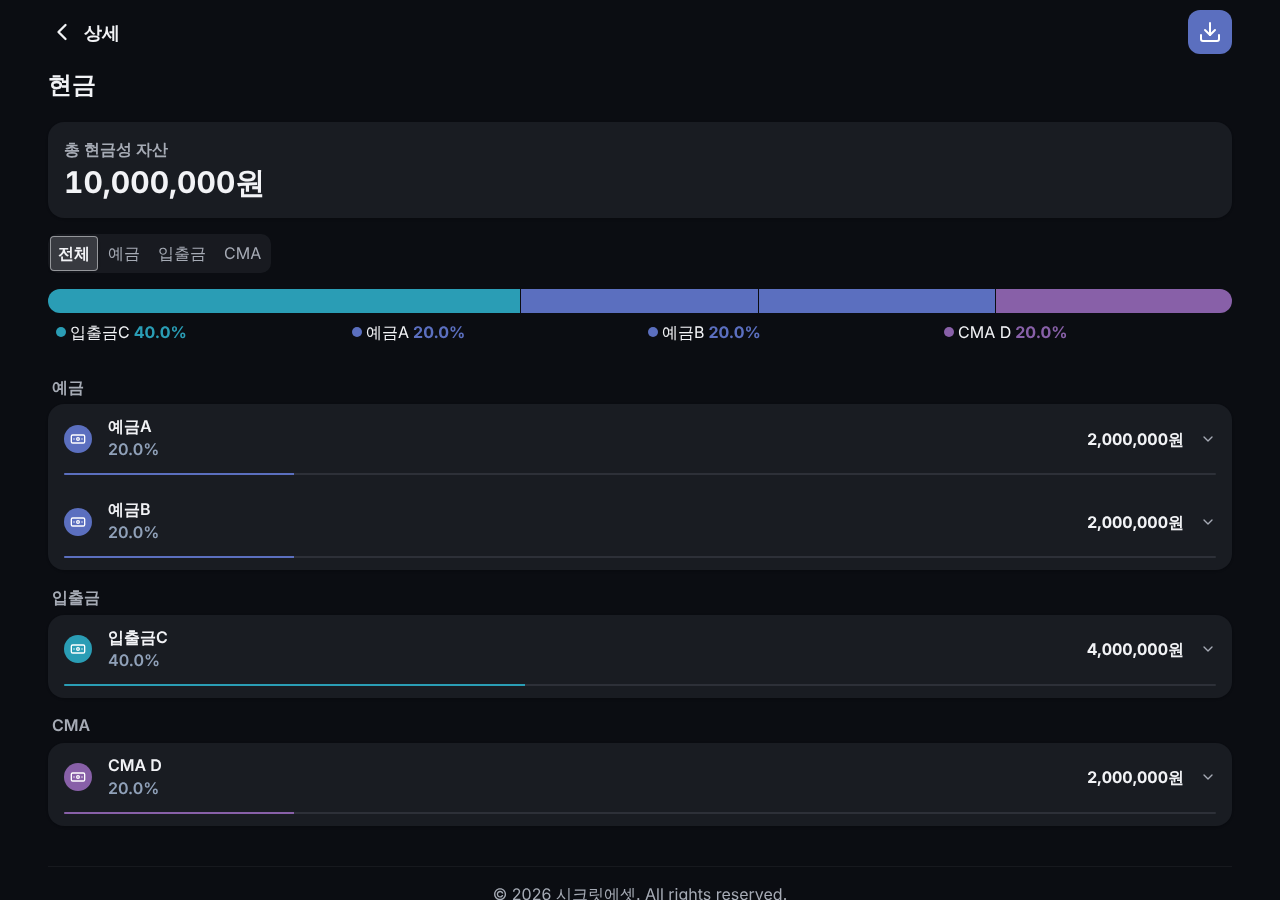 상세
현금
총 현금성 자산
10,000,000원
전체 예금 입출금 CMA
입출금C 40.0% 예금A 20.0% 예금B 20.0% CMA D 20.0%
예금
예금A
20.0%
2,000,000원
예금B
20.0%
2,000,000원
입출금
입출금C
40.0%
4,000,000원
CMA
CMA D
20.0%
2,000,000원
© 2026 시크릿에셋. All rights reserved.